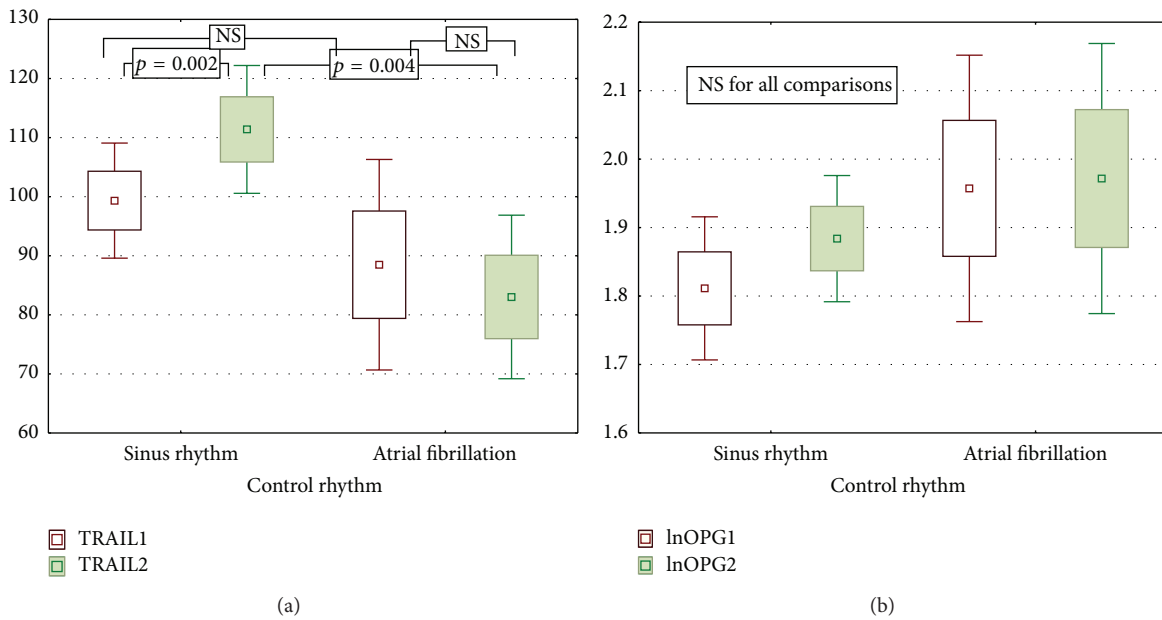 130
120
110
100
90
80
70
60
NS
NS
p = 0.002
p = 0.004
Sinus rhythm
Atrial fibrillation
Control rhythm
TRAIL1
TRAIL2
(a)
2.2
2.1
2.0
1.9
1.8
1.7
1.6
NS for all comparisons
Sinus rhythm
Atrial fibrillation
Control rhythm
lnOPG1
lnOPG2
(b)